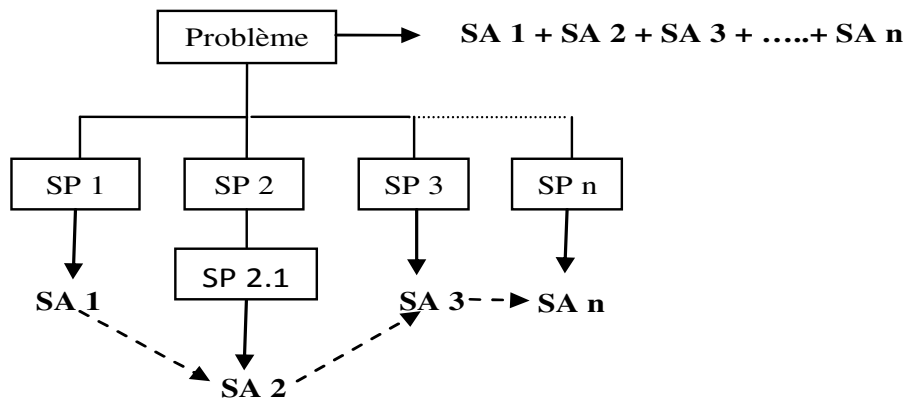 Problème
SA 1 + SA 2 + SA 3 + …..+ SA n
SP 1
SP 2
SP 3
SP n
SP 2.1
SA 1
SA 3
SA n
SA 2